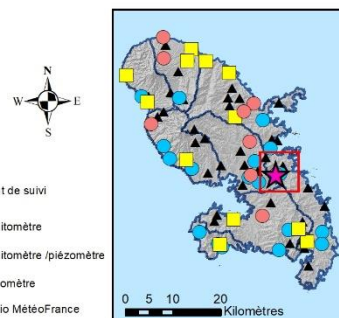 N
W E
S
t de suivi
itomètre
itomètre /piézomètre
omètre
io MétéoFrance
0 5 10 20
Kilomètres